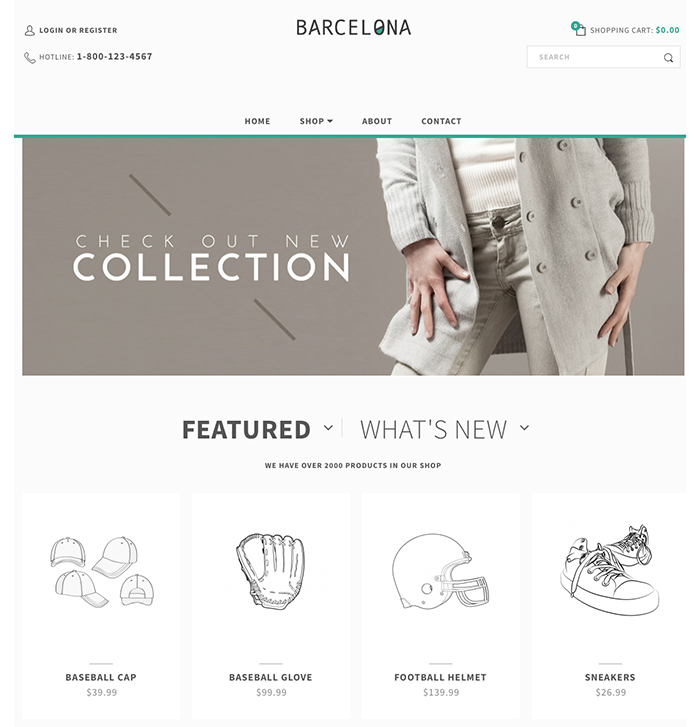 LOGIN OR REGISTER
BARCELONA
0 SHOPPING CART: $0.00
HOTLINE: 1-800-123-4567
SEARCH
HOME SHOP ABOUT CONTACT
CHECK OUT NEW
COLLECTION
FEATURED WHAT'S NEW
WE HAVE OVER 2000 PRODUCTS IN OUR SHOP
BASEBALL CAP BASEBALL GLOVE FOOTBALL HELMET SNEAKERS
$39.99 $99.99 $139.99 $26.99